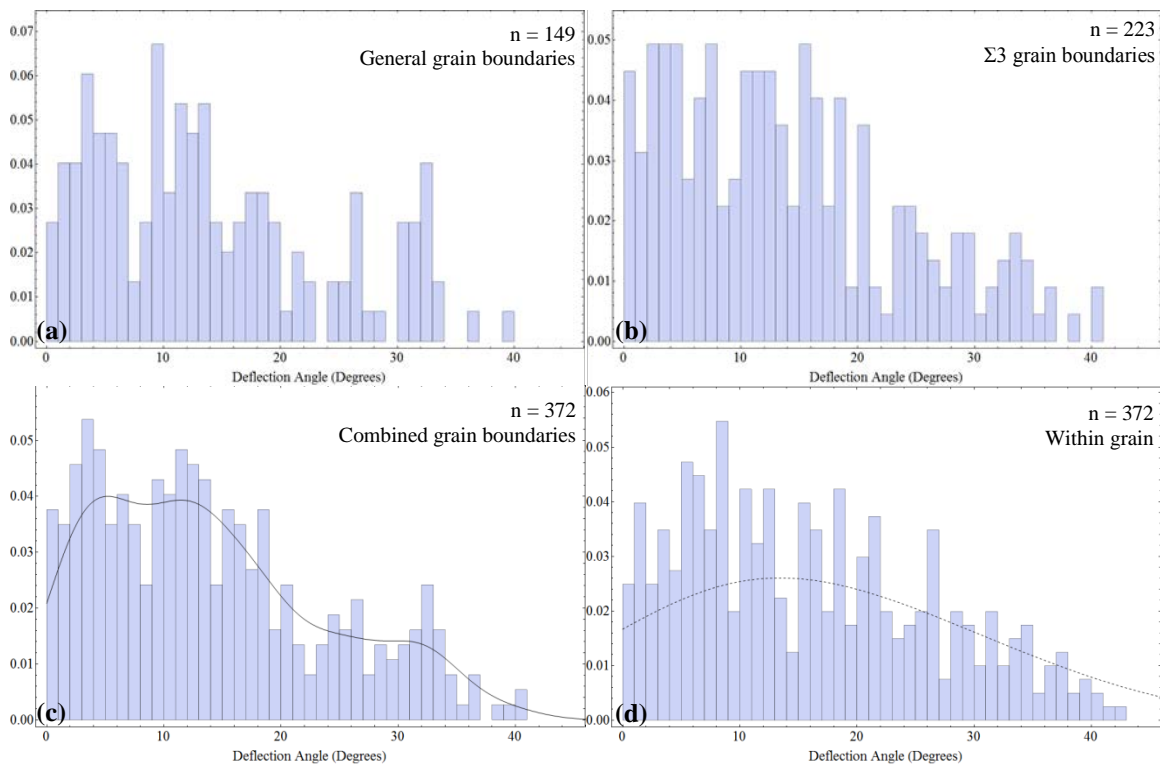 n = 149
General grain boundaries
0.07
0.06
0.05
0.04
0.03
0.02
0.01
0.00
(a)
0 10 20 30 40
Deflection Angle (Degrees)
n = 223
Σ3 grain boundaries
0.05
0.04
0.03
0.02
0.01
0.00
(b)
0 10 20 30 40
Deflection Angle (Degrees)
n = 372
Combined grain boundaries
0.05
0.04
0.03
0.02
0.01
0.00
(c)
0 10 20 30 40
Deflection Angle (Degrees)
n = 372
Within grain
0.06
0.05
0.04
0.03
0.02
0.01
0.00
(d)
0 10 20 30 40
Deflection Angle (Degrees)